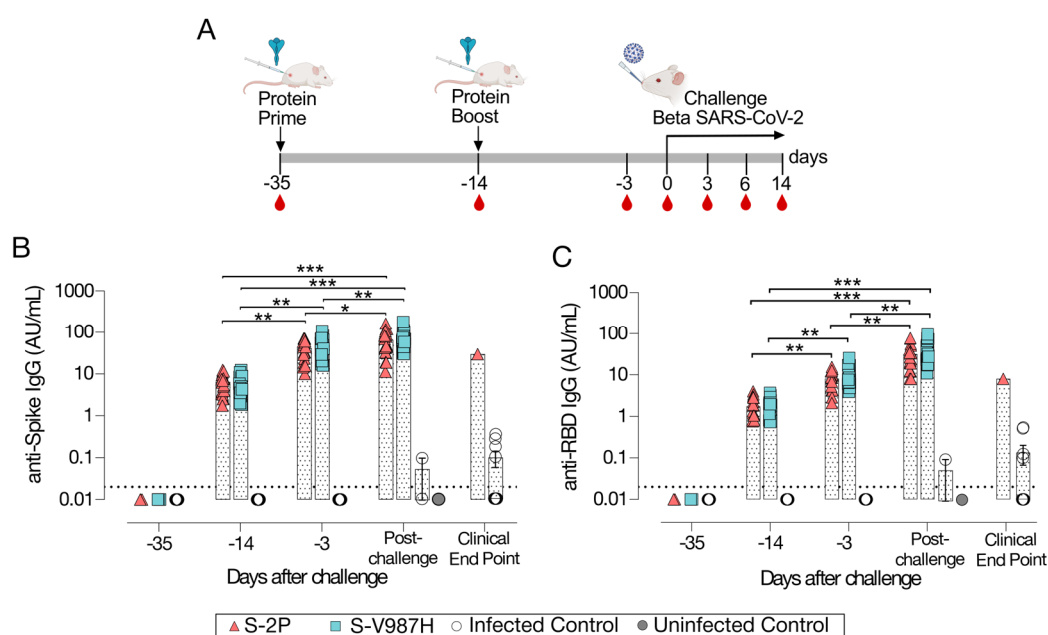 A
Protein
Prime
Protein
Boost
Challenge
Beta SARS-CoV-2
days
-35
-14
-3
0
3
6
14
B
anti-Spike IgG (AU/mL)
1000
100
10
1
0.1
0.01
***
***
**
**
*
**
-35
-14
-3
Post-
challenge
Clinical
End Point
Days after challenge
C
anti-RBD IgG (AU/mL)
1000
100
10
1
0.1
0.01
***
***
**
**
**
**
-35
-14
-3
Post-
challenge
Clinical
End Point
Days after challenge
S-2P S-V987H Infected Control Uninfected Control